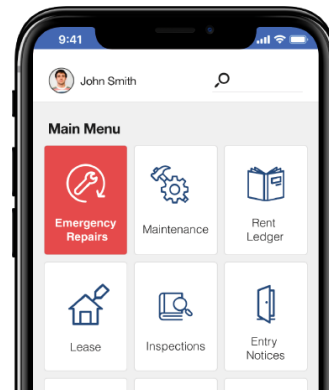 9:41
John Smith
Main Menu
Emergency
Repairs
Maintenance
Rent
Ledger
Lease
Inspections
Entry
Notices